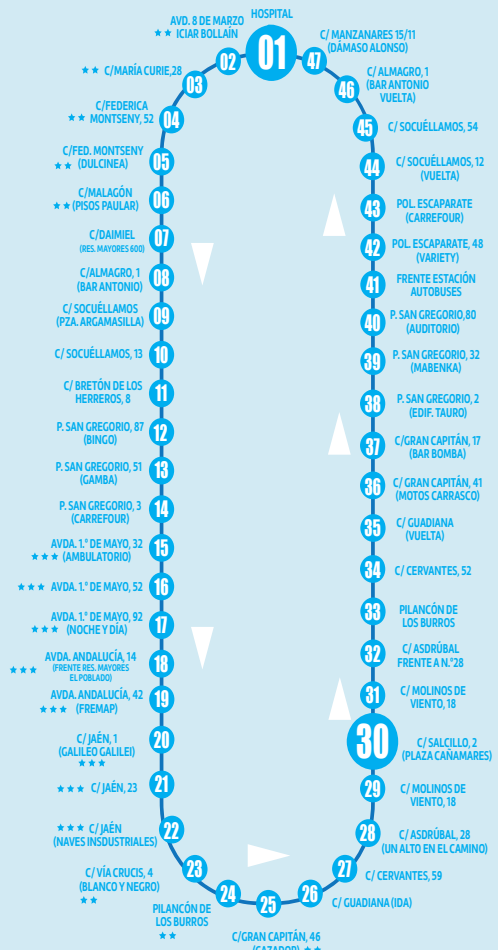 HOSPITAL
01
AVD. 8 DE MARZO
★★ ICIAR BOLLAÍN
02
★★ C/MARÍA CURIE,28
03
C/FEDERICA
★★ MONTSENY, 52
04
C/FED. MONTSENY
★★ (DULCINEA)
05
C/MALAGÓN
★★(PISOS PAULAR)
06
C/DAIMIEL
(RES. MAYORES 600)
07
C/ALMAGRO, 1
(BAR ANTONIO)
08
C/ SOCUÉLLAMOS
(PZA. ARGAMASILLA)
09
C/ SOCUÉLLAMOS, 13
10
C/ BRETÓN DE LOS
HERREROS, 8
11
P. SAN GREGORIO, 87
(BINGO)
12
P. SAN GREGORIO, 51
(GAMBA)
13
P. SAN GREGORIO, 3
(CARREFOUR)
14
AVDA. 1.º DE MAYO, 32
★★★ (AMBULATORIO)
15
★★★ AVDA. 1.º DE MAYO, 52
16
AVDA. 1.º DE MAYO, 92
★★★ (NOCHE Y DÍA)
17
AVDA. ANDALUCÍA, 14
★★★ (FRENTE RES. MAYORES
EL POBLADO)
18
AVDA. ANDALUCÍA, 42
★★★ (FREMAP)
19
C/ JAÉN, 1
(GALILEO GALILEI)
★★★
20
★★★ C/ JAÉN, 23
21
★★★ C/ JAÉN
(NAVES INSDUSTRIALES)
22
C/ VÍA CRUCIS, 4
(BLANCO Y NEGRO)
★★
23
PILANCÓN DE
LOS BURROS
★★
24
C/GRAN CAPITÁN, 46
(CAZADOR) ★★
25
C/ GUADIANA (IDA)
26
C/ CERVANTES, 59
27
C/ ASDRÚBAL, 28
(UN ALTO EN EL CAMINO)
28
C/ MOLINOS DE
VIENTO, 18
29
C/ SALCILLO, 2
(PLAZA CAÑAMARES)
30
C/ MOLINOS DE
VIENTO, 18
31
C/ ASDRÚBAL
FRENTE A N.º28
32
PILANCÓN DE
LOS BURROS
33
C/ CERVANTES, 52
34
C/ GUADIANA
(VUELTA)
35
C/ GRAN CAPITÁN, 41
(MOTOS CARRASCO)
36
C/GRAN CAPITÁN, 17
(BAR BOMBA)
37
P. SAN GREGORIO, 2
(EDIF. TAURO)
38
P. SAN GREGORIO, 32
(MABENKA)
39
P. SAN GREGORIO,80
(AUDITORIO)
40
FRENTE ESTACIÓN
AUTOBUSES
41
POL. ESCAPARATE, 48
(VARIETY)
42
POL. ESCAPARATE
(CARREFOUR)
43
C/ SOCUÉLLAMOS, 12
(VUELTA)
44
C/ SOCUÉLLAMOS, 54
45
C/ ALMAGRO, 1
(BAR ANTONIO
VUELTA)
46
C/ MANZANARES 15/11
(DÁMASO ALONSO)
47